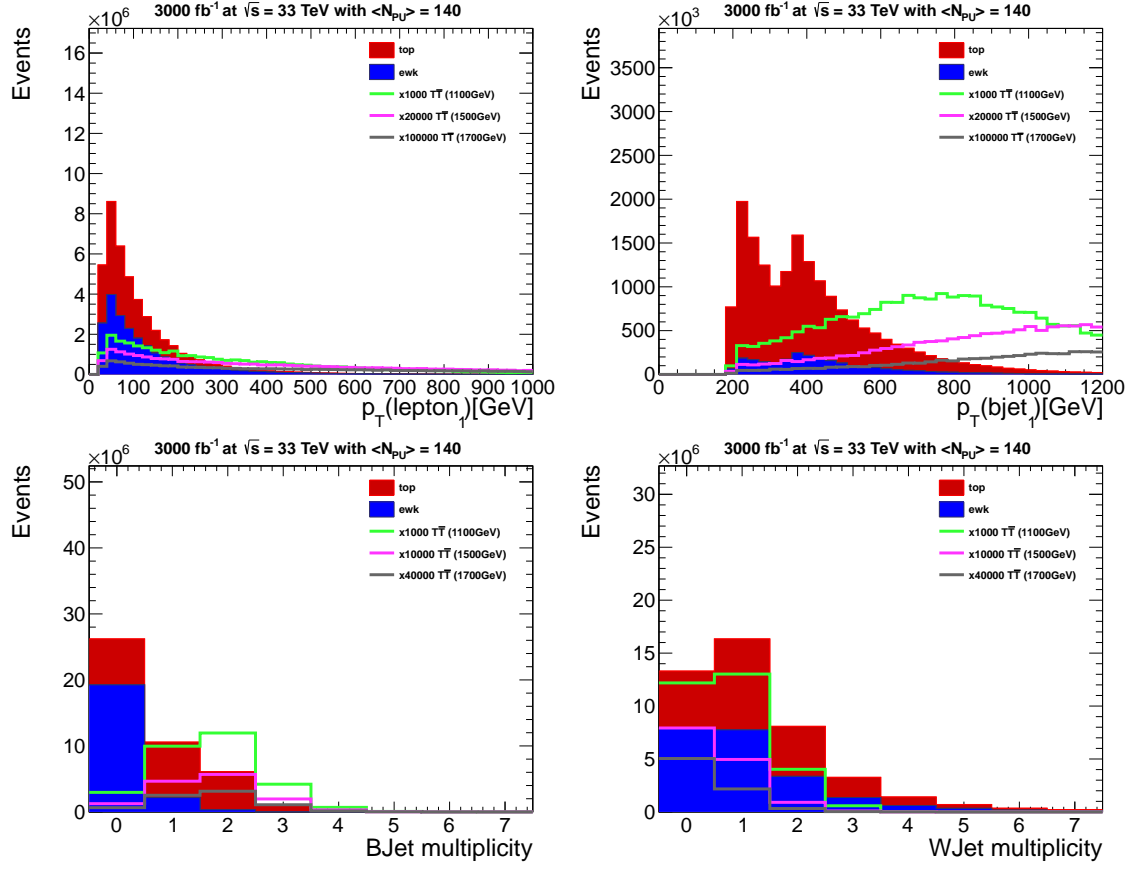 3000 fb⁻¹ at √s = 33 TeV with <N_PU> = 140
×10⁶
Events
16
14
12
10
8
6
4
2
0
top
ewk
x1000 TT̅ (1100GeV)
x20000 TT̅ (1500GeV)
x100000 TT̅ (1700GeV)
0 100 200 300 400 500 600 700 800 900 1000
p_T(lepton_1)[GeV]
3000 fb⁻¹ at √s = 33 TeV with <N_PU> = 140
×10³
Events
3500
3000
2500
2000
1500
1000
500
0
top
ewk
x1000 TT̅ (1100GeV)
x20000 TT̅ (1500GeV)
x100000 TT̅ (1700GeV)
0 200 400 600 800 1000 1200
p_T(bjet_1)[GeV]
3000 fb⁻¹ at √s = 33 TeV with <N_PU> = 140
×10⁶
Events
50
40
30
20
10
0
top
ewk
x1000 TT̅ (1100GeV)
x10000 TT̅ (1500GeV)
x40000 TT̅ (1700GeV)
0 1 2 3 4 5 6 7
BJet multiplicity
3000 fb⁻¹ at √s = 33 TeV with <N_PU> = 140
×10⁶
Events
30
25
20
15
10
5
0
top
ewk
x1000 TT̅ (1100GeV)
x10000 TT̅ (1500GeV)
x40000 TT̅ (1700GeV)
0 1 2 3 4 5 6 7
WJet multiplicity